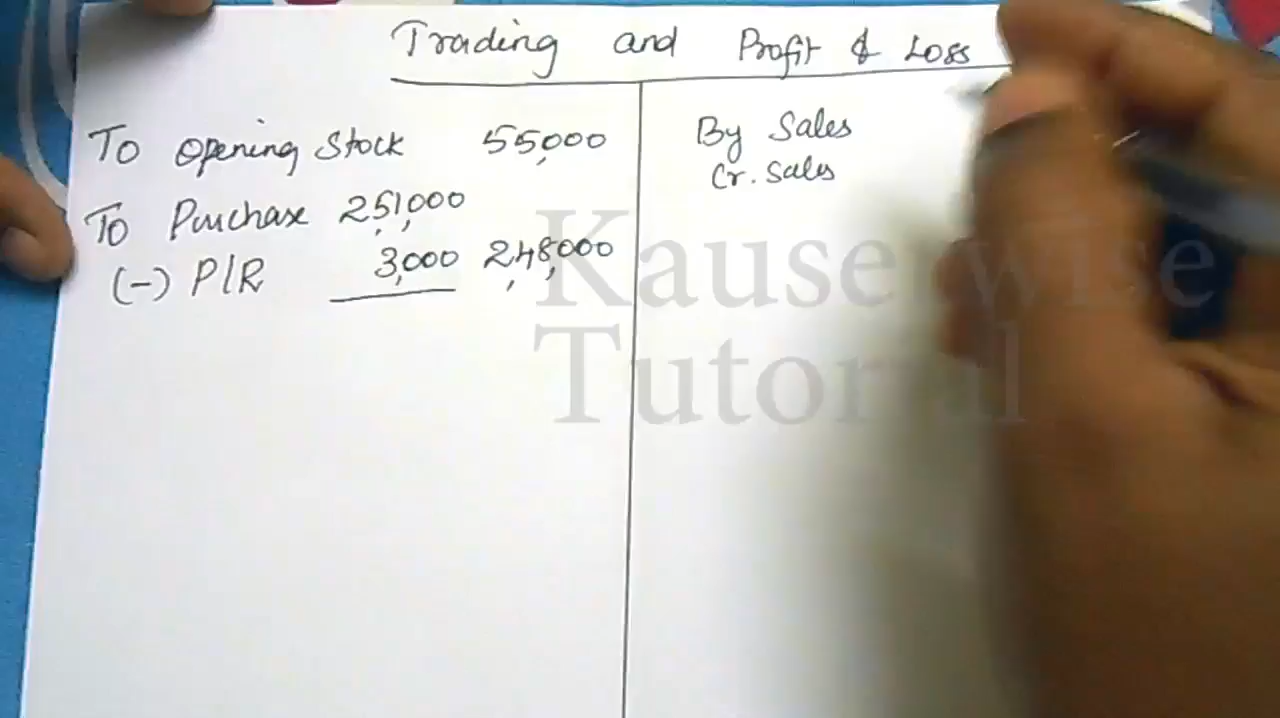 Trading and Profit & Loss
To Opening Stock 55,000
To Purchase 2,51,000
(-) P/R 3,000 2,48,000
By Sales
Cr. Sales
Kauserwise
Tutorial